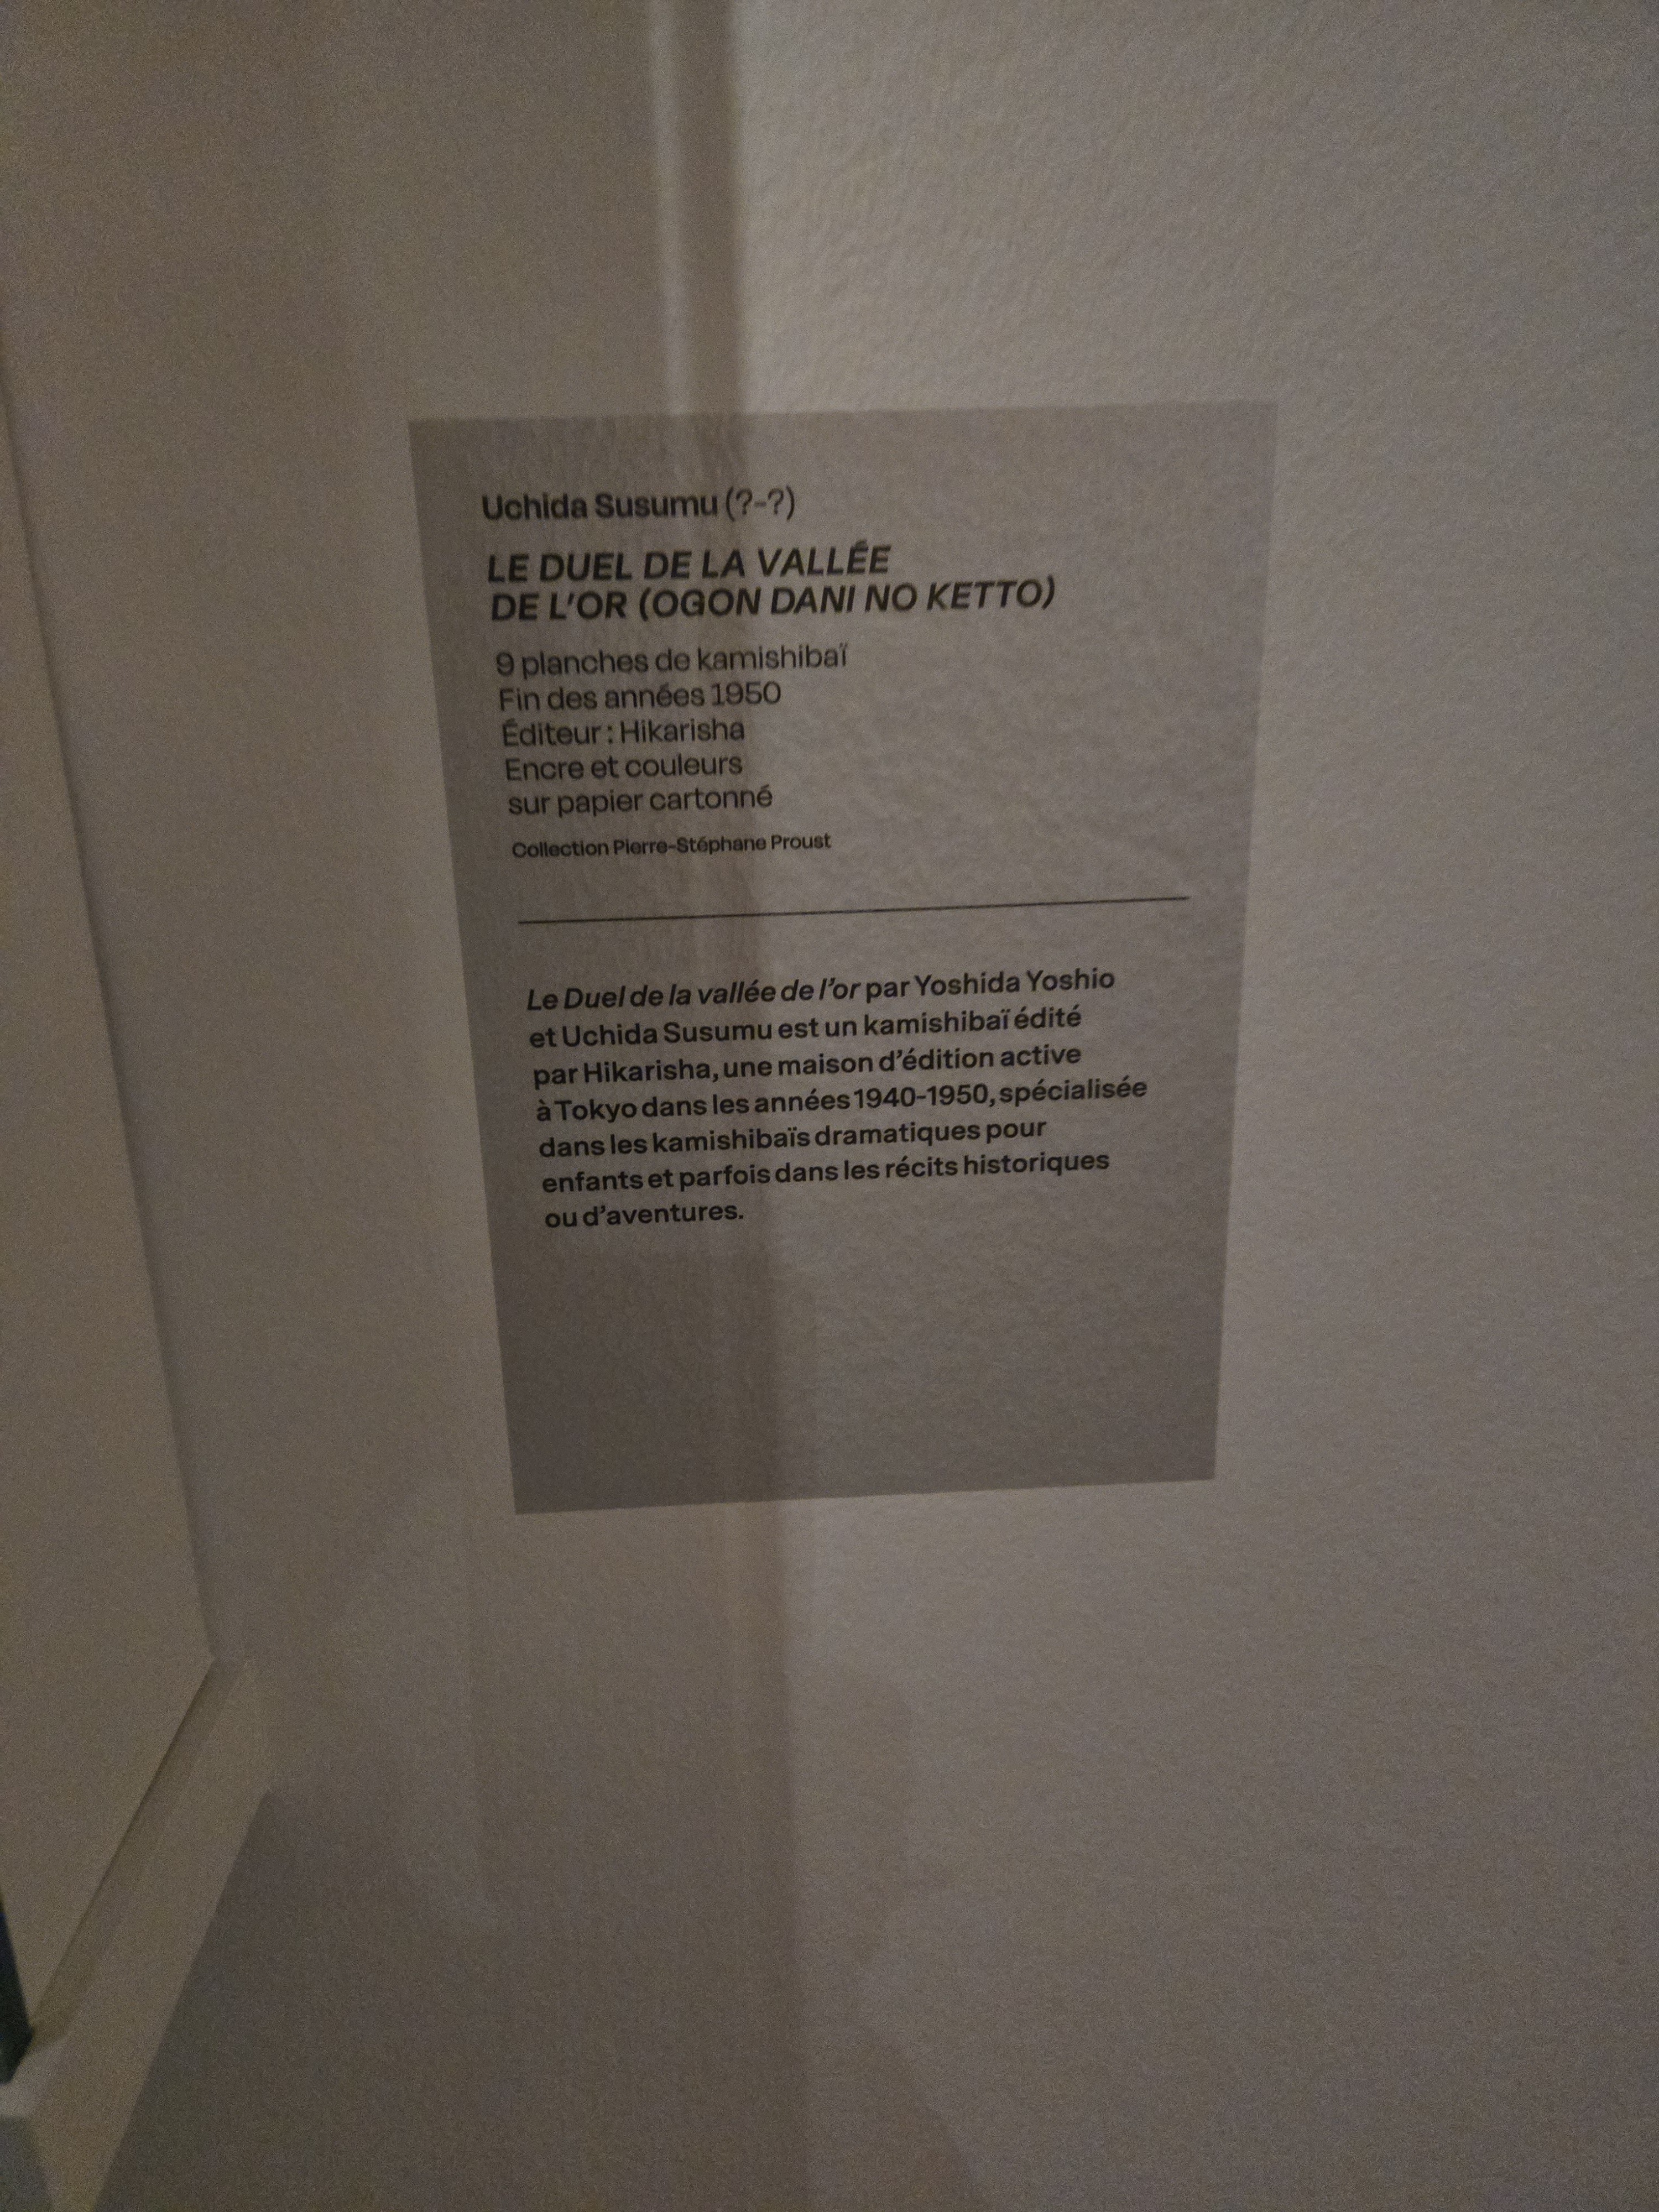 Uchida Susumu (?-?)
LE DUEL DE LA VALLÉE
DE L'OR (OGON DANI NO KETTO)
9 planches de kamishibaï
Fin des années 1950
Éditeur : Hikarisha
Encre et couleurs
sur papier cartonné
Collection Pierre-Stéphane Proust
Le Duel de la vallée de l'or par Yoshida Yoshio
et Uchida Susumu est un kamishibaï édité
par Hikarisha, une maison d'édition active
à Tokyo dans les années 1940-1950, spécialisée
dans les kamishibaïs dramatiques pour
enfants et parfois dans les récits historiques
ou d'aventures.